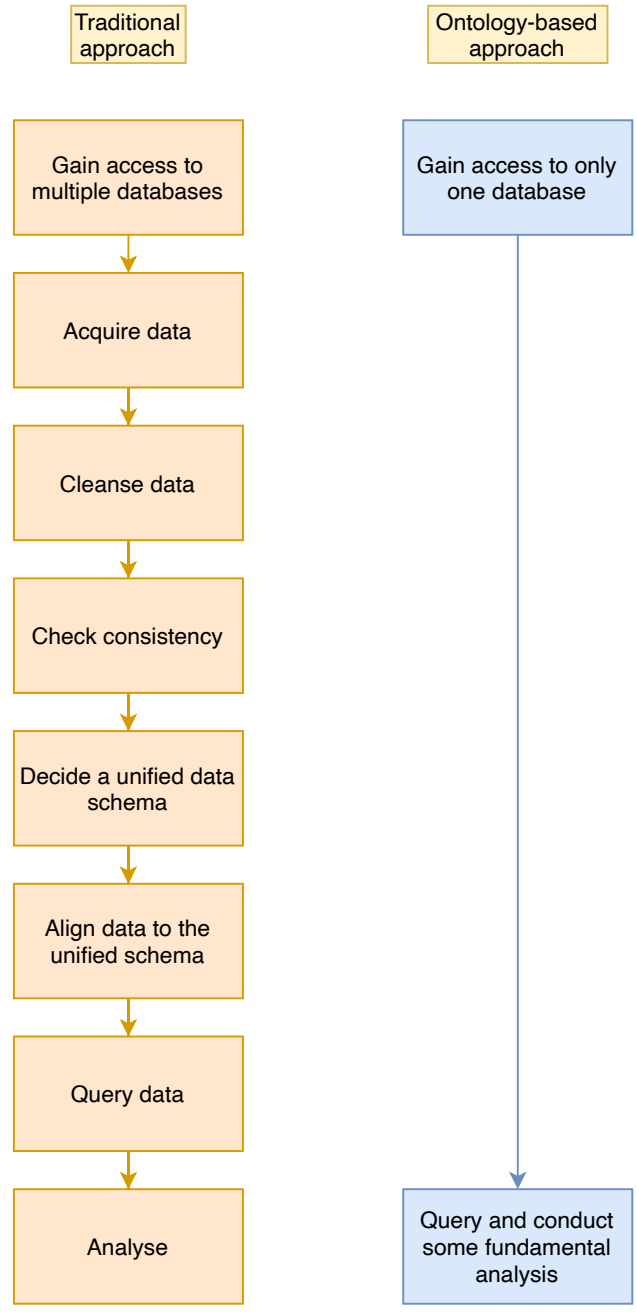 Traditional
approach
Ontology-based
approach
Gain access to
multiple databases
Gain access to only
one database
Acquire data
Cleanse data
Check consistency
Decide a unified data
schema
Align data to the
unified schema
Query data
Analyse
Query and conduct
some fundamental
analysis